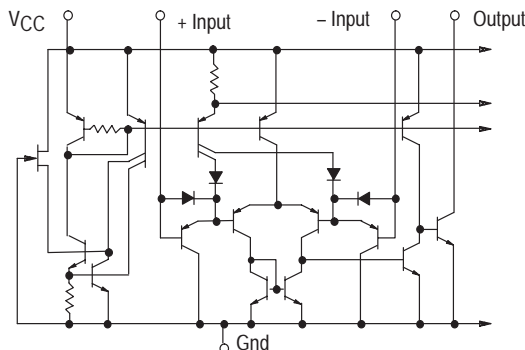 VCC
+ Input
– Input
Output
Gnd